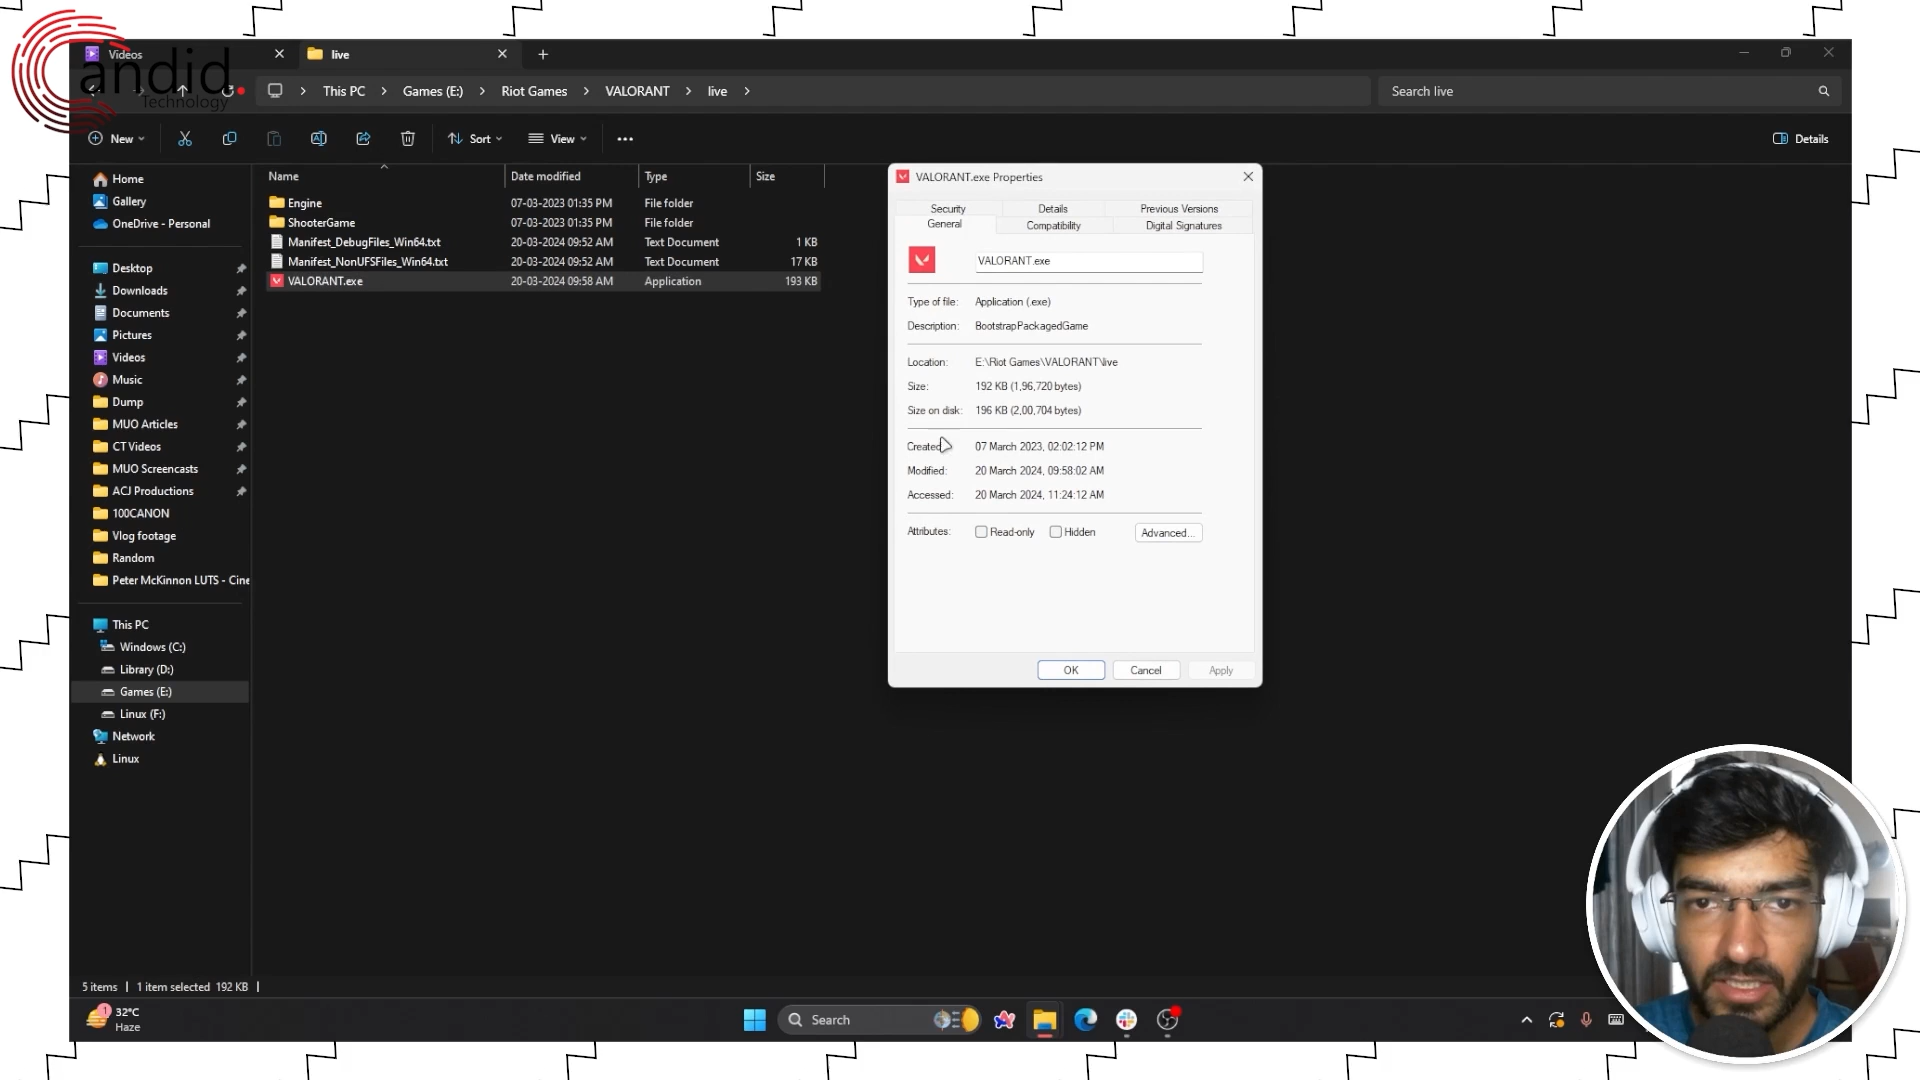 Videos
live
Candid
Technology
This PC
Games (E:)
Riot Games
VALORANT
live
Search live
New
Sort
View
Details
Name
Date modified
Type
Size
Engine 07-03-2023 01:35 PM File folder
ShooterGame 07-03-2023 01:35 PM File folder
Manifest_DebugFiles_Win64.txt 20-03-2024 09:52 AM Text Document 1 KB
Manifest_NonUFSFiles_Win64.txt 20-03-2024 09:52 AM Text Document 17 KB
VALORANT.exe 20-03-2024 09:58 AM Application 193 KB
Home
Gallery
OneDrive - Personal
Desktop
Downloads
Documents
Pictures
Videos
Music
Dump
MUO Articles
CT Videos
MUO Screencasts
ACJ Productions
100CANON
Vlog footage
Random
Peter McKinnon LUTS - Cine
This PC
Windows (C:)
Library (D:)
Games (E:)
Linux (F:)
Network
Linux
VALORANT.exe Properties
Security
Details
Previous Versions
General
Compatibility
Digital Signatures
VALORANT.exe
Type of file: Application (.exe)
Description: BootstrapPackagedGame
Location: E:\Riot Games\VALORANT\live
Size: 192 KB (1,96,720 bytes)
Size on disk: 196 KB (2,00,704 bytes)
Created 07 March 2023, 02:02:12 PM
Modified: 20 March 2024, 09:58:02 AM
Accessed: 20 March 2024, 11:24:12 AM
Attributes: Read-only Hidden Advanced...
OK
Cancel
Apply
5 items 1 item selected 192 KB
1
32°C
Haze
Search